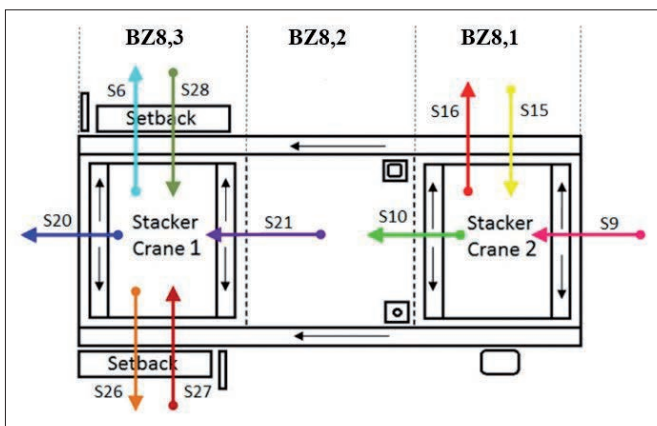 BZ8,3 BZ8,2 BZ8,1
S6 S28
Setback
S16 S15
S20
Stacker
Crane 1
S21
S10
Stacker
Crane 2
S9
Setback
S26 S27